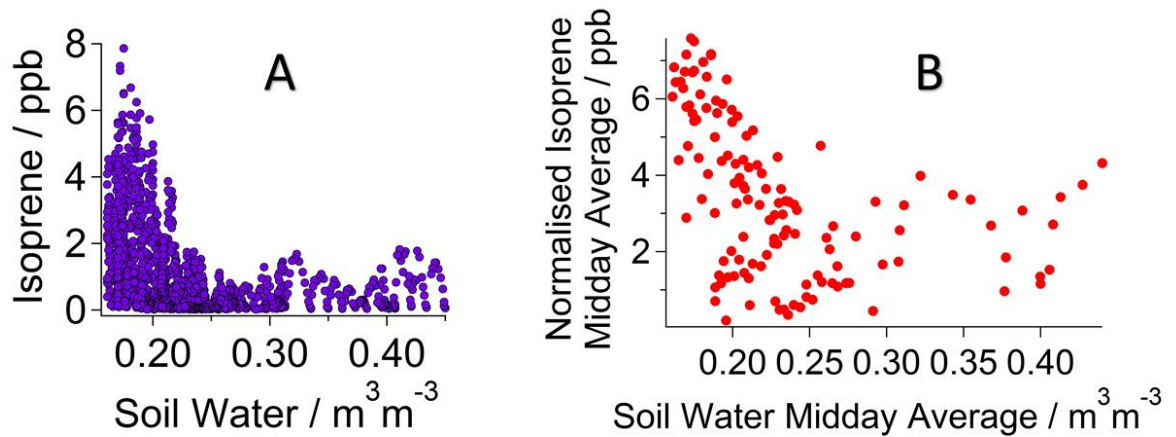 A
Isoprene / ppb
8
6
4
2
0
0.20 0.30 0.40
Soil Water / m³m⁻³
B
Normalised Isoprene
Midday Average / ppb
6
4
2
0.20 0.25 0.30 0.35 0.40
Soil Water Midday Average / m³m⁻³